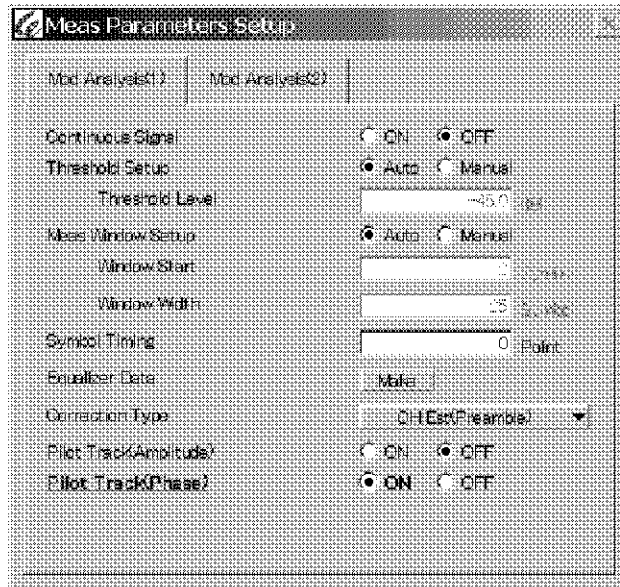 Meas Parameters Setup
Mod Analysis(1) Mod Analysis(2)
Continuous Signal ON OFF
Threshold Setup Auto Manual
Threshold Level -45.0
Meas Window Setup Auto Manual
Window Start
Window Width
Symbol Timing 0 Point
Equalizer Data Make
Correction Type CH Est(Preamble)
Pilot Track(Amplitude) ON OFF
Pilot Track(Phase) ON OFF